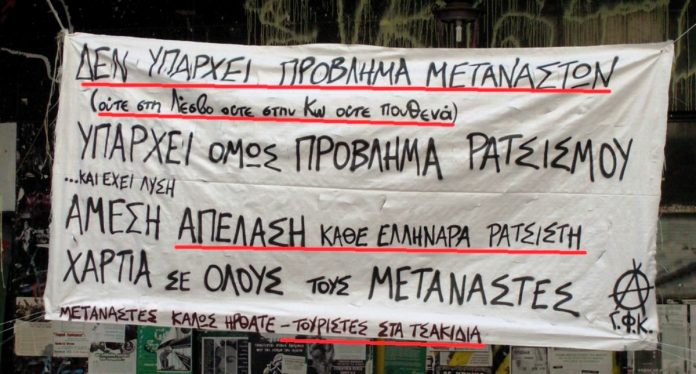 ΔΕΝ ΥΠΑΡΧΕΙ ΠΡΟΒΛΗΜΑ ΜΕΤΑΝΑΣΤΩΝ
(ούτε στη Λέσβο ούτε στην Κω ούτε πουθενά)
ΥΠΑΡΧΕΙ ΟΜΩΣ ΠΡΟΒΛΗΜΑ ΡΑΤΣΙΣΜΟΥ
...ΚΑΙ ΕΧΕΙ ΛΥΣΗ
ΑΜΕΣΗ ΑΠΕΛΑΣΗ ΚΑΘΕ ΕΛΛΗΝΑΡΑ ΡΑΤΣΙΣΤΗ
ΧΑΡΤΙΑ ΣΕ ΟΛΟΥΣ ΤΟΥΣ ΜΕΤΑΝΑΣΤΕΣ
Γ.Φ.Κ.
ΜΕΤΑΝΑΣΤΕΣ ΚΑΛΩΣ ΗΡΘΑΤΕ - ΤΟΥΡΙΣΤΕΣ ΣΤΑ ΤΣΑΚΙΔΙΑ